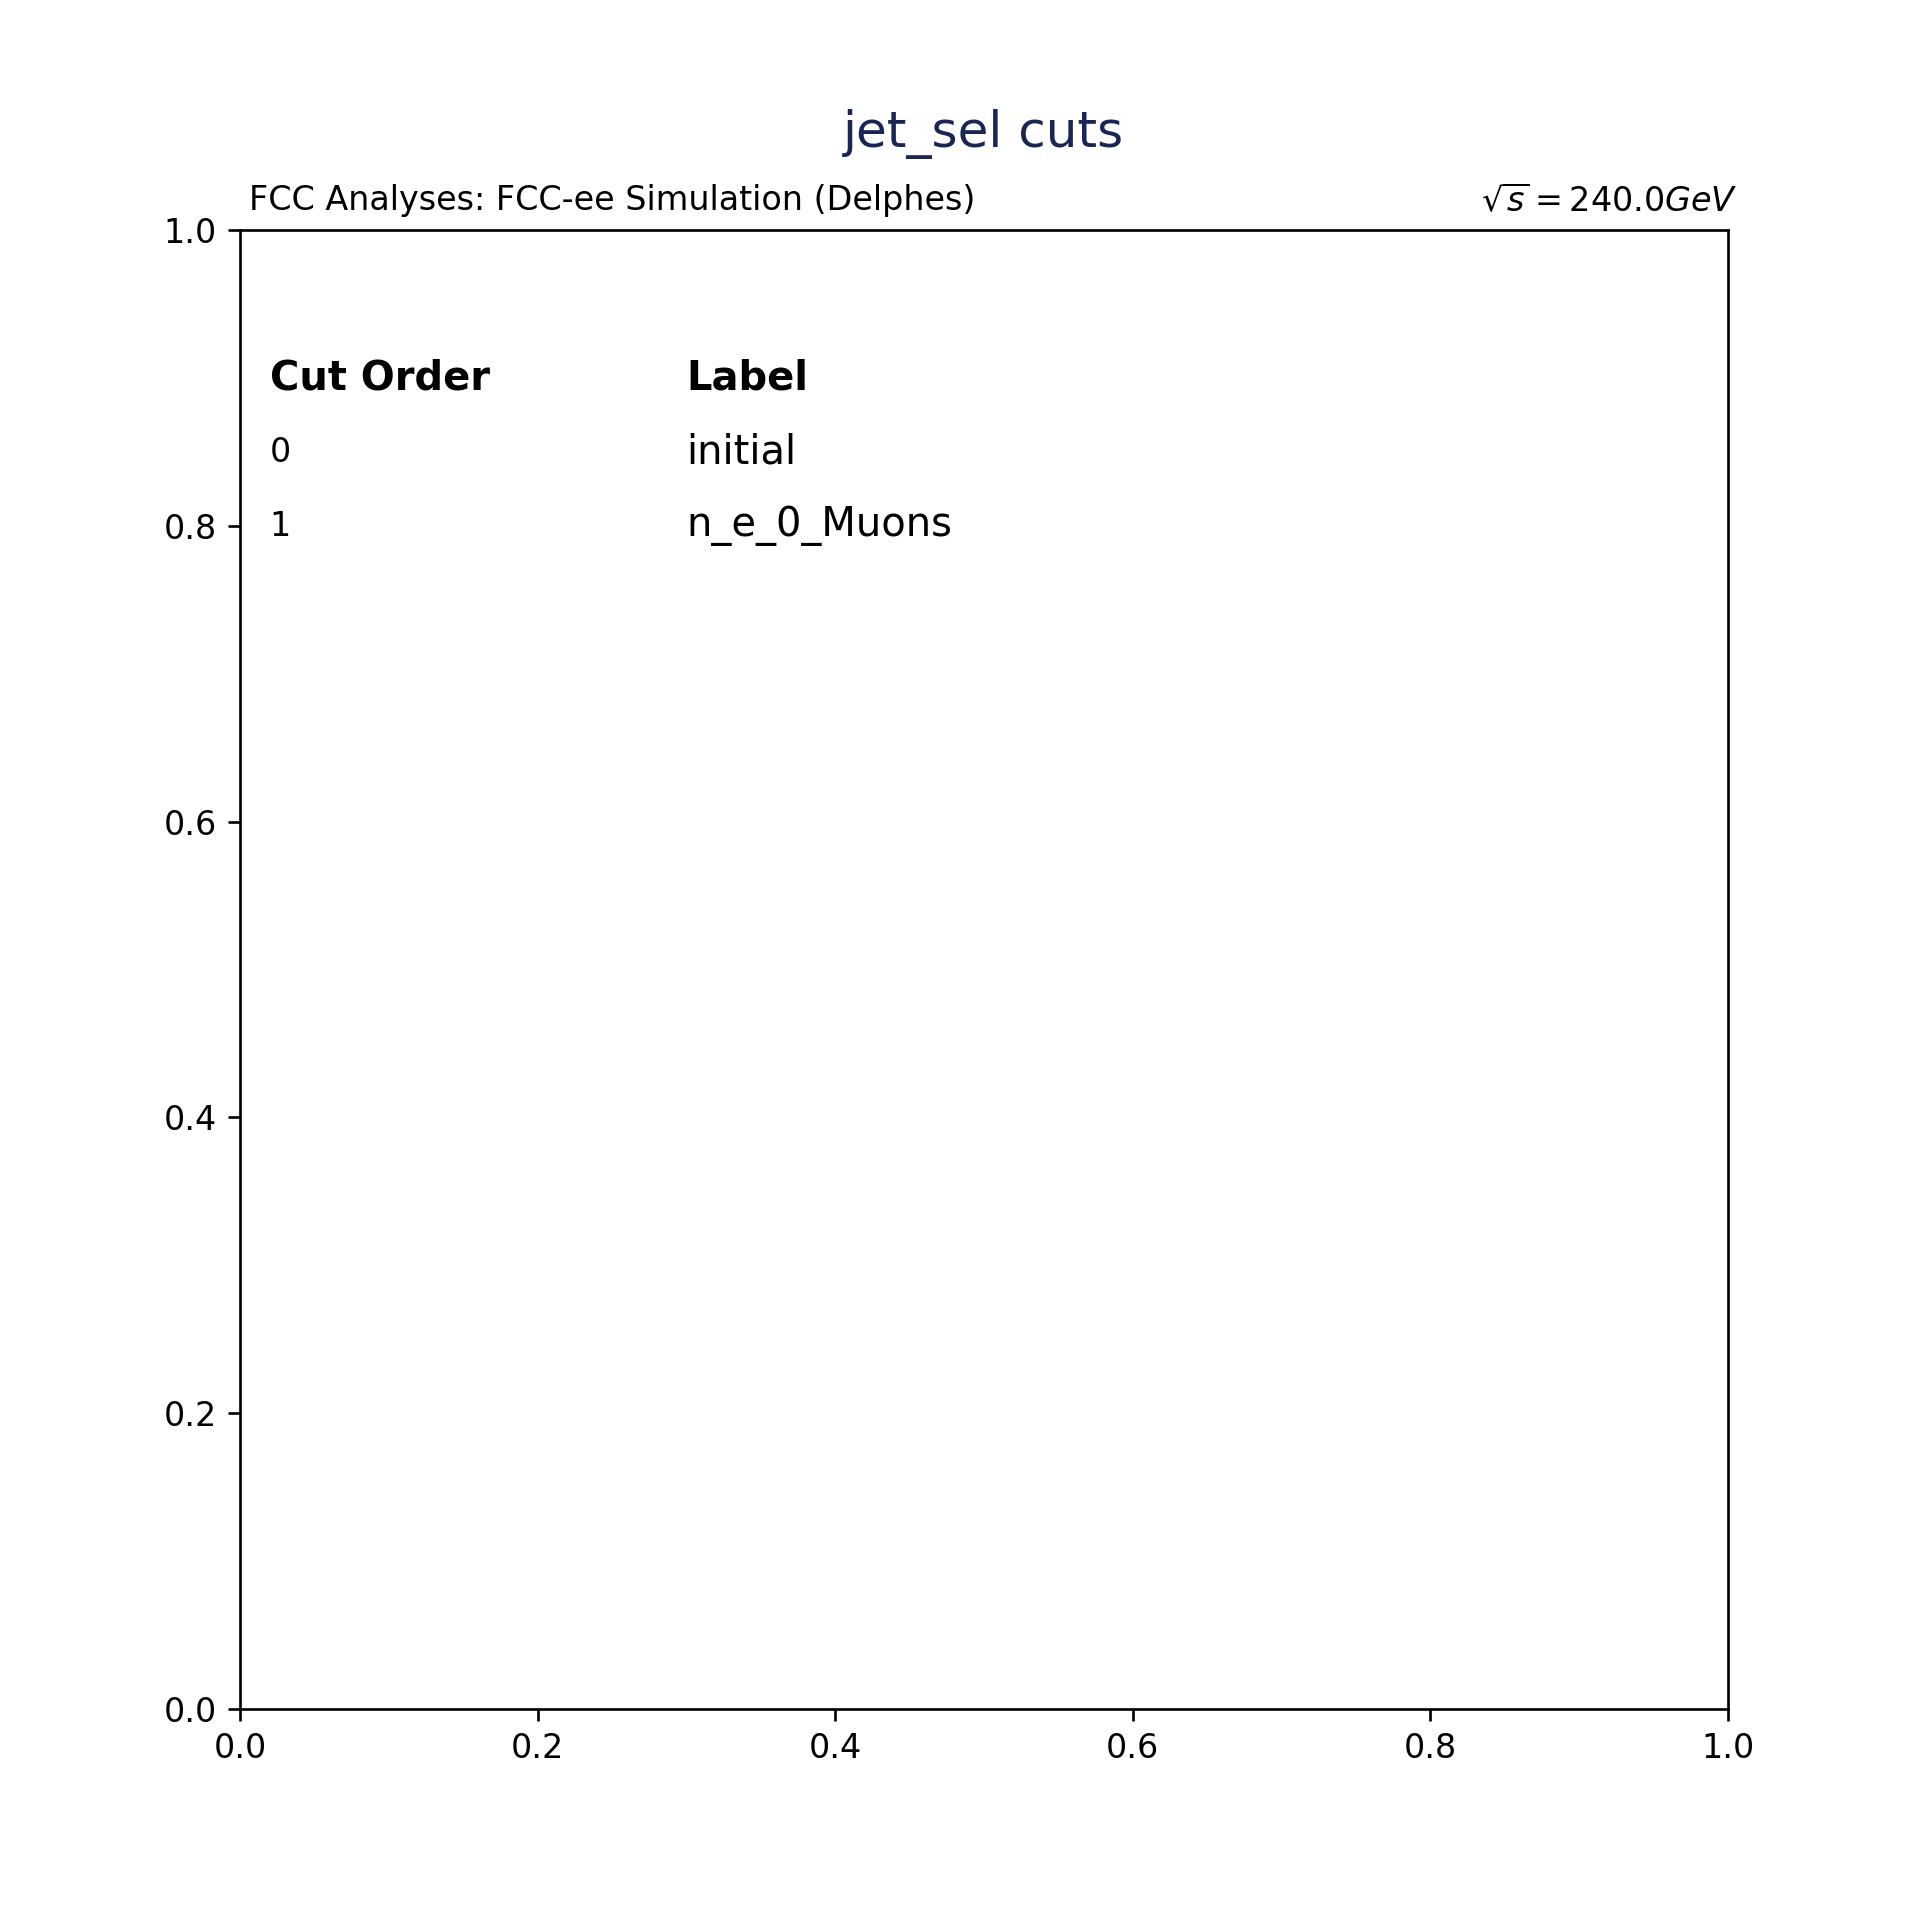 jet_sel cuts
FCC Analyses: FCC-ee Simulation (Delphes)
√s = 240.0GeV
1.0
Cut Order Label
0 initial
0.8 1 n_e_0_Muons
0.6
0.4
0.2
0.0
0.0 0.2 0.4 0.6 0.8 1.0